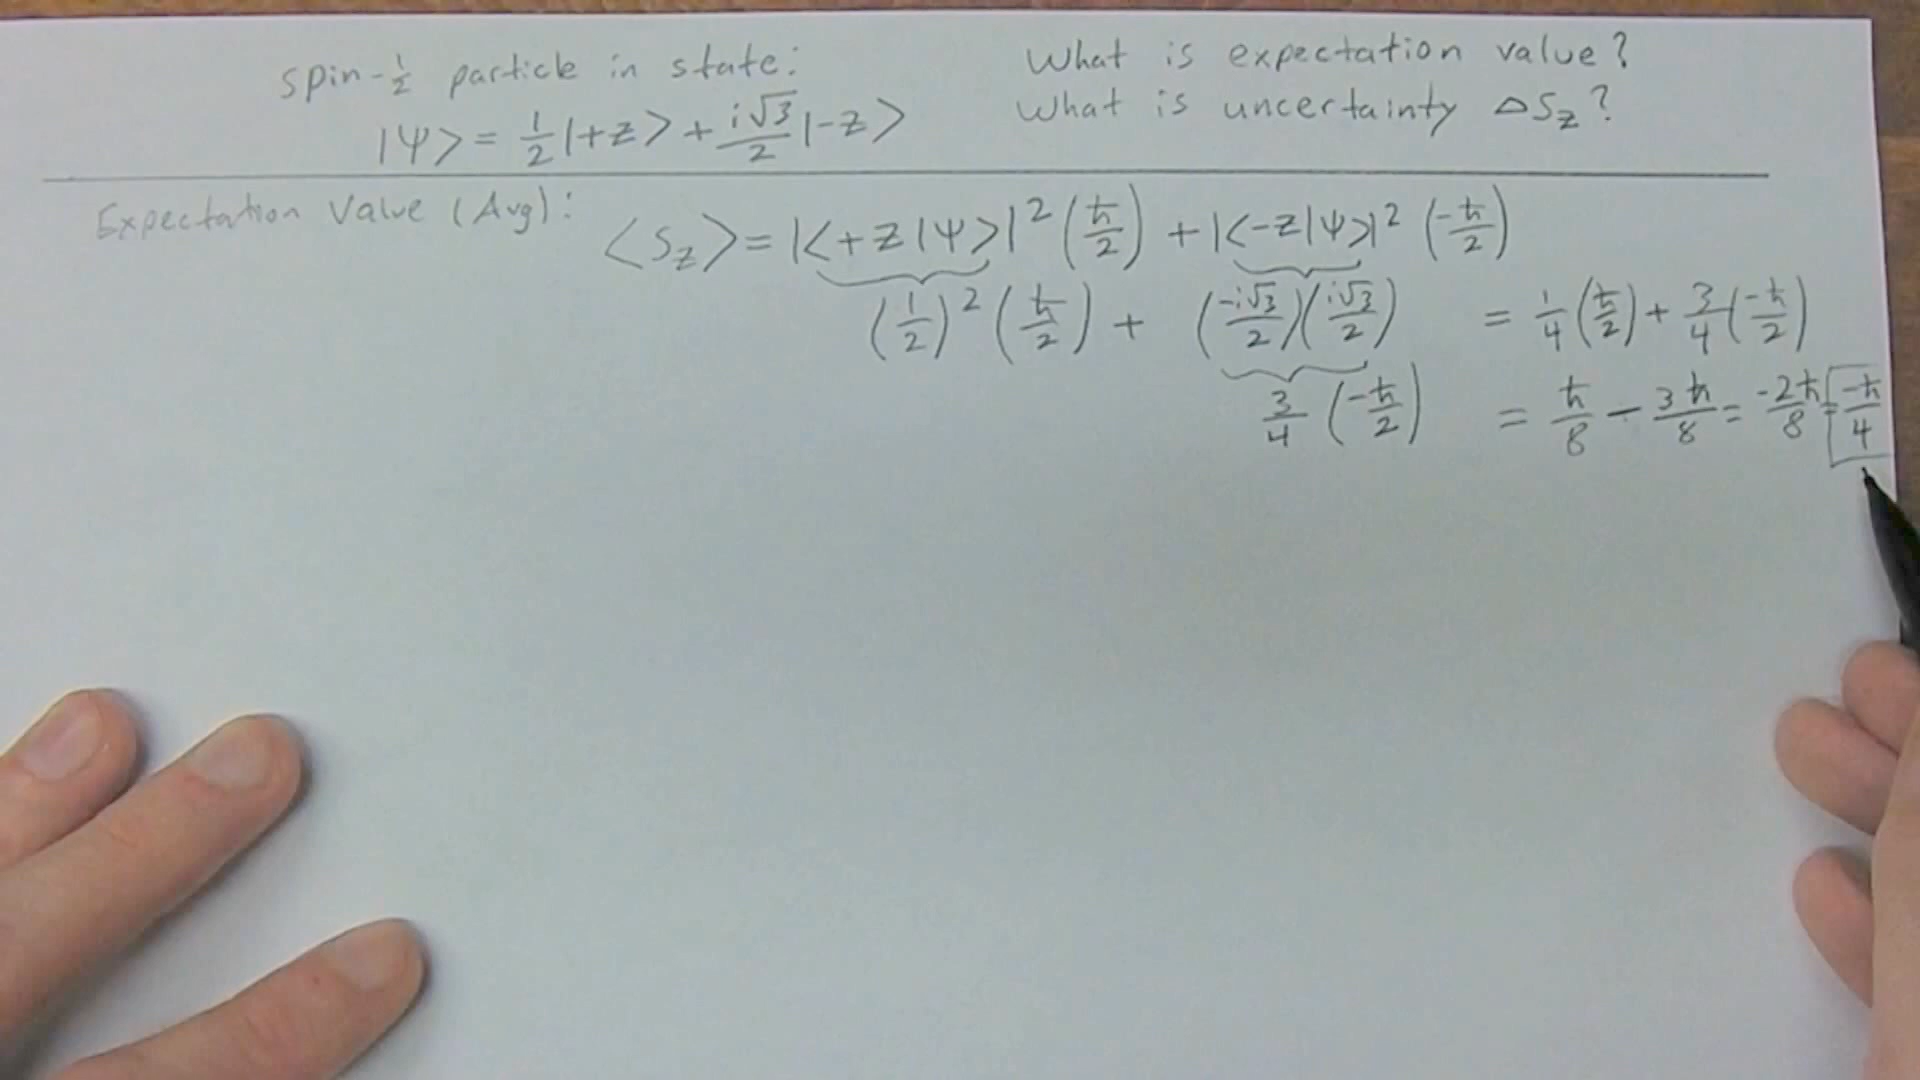 spin-½ particle in state:
|ψ> = 1/2 |+z> + i√3/2 |-z>
What is expectation value?
What is uncertainty ΔSz?
Expectation Value (Avg):
<Sz> = |<+z|ψ>|² (ħ/2) + |<-z|ψ>|² (-ħ/2)
(1/2)² (ħ/2) + (-i√3/2)(i√3/2) = 1/4 (ħ/2) + 3/4 (-ħ/2)
3/4 (-ħ/2) = ħ/8 - 3ħ/8 = -2ħ/8 = -ħ/4